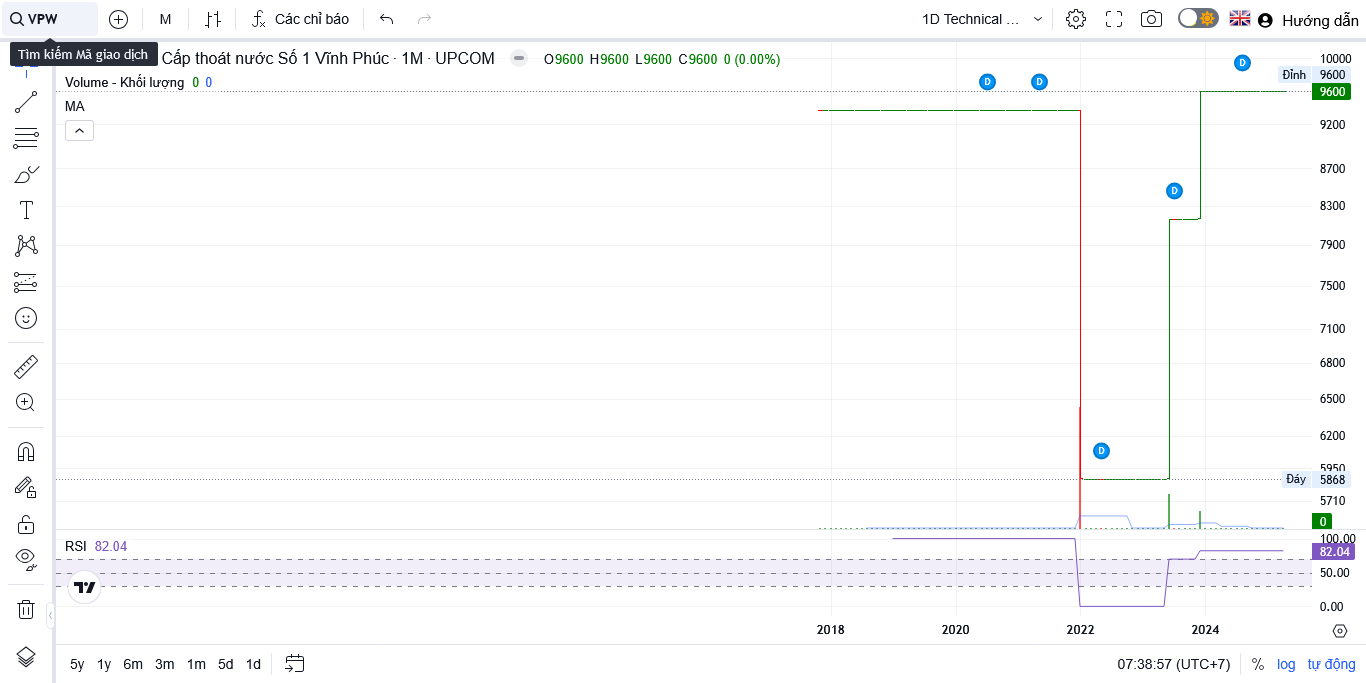 VPW
M
Các chỉ báo
1D Technical ...
Hướng dẫn
Tìm kiếm Mã giao dịch
Cấp thoát nước Số 1 Vĩnh Phúc · 1M · UPCOM
O9600 H9600 L9600 C9600 0 (0.00%)
Volume - Khối lượng 0 0
MA
D
D
D
D
D
10000
Đỉnh 9600
9600
9200
8700
8300
7900
7500
7100
6800
6500
6200
5950
Đáy 5868
5710
0
RSI 82.04
100.00
82.04
50.00
0.00
2018 2020 2022 2024
5y 1y 6m 3m 1m 5d 1d
07:38:57 (UTC+7) % log tự động